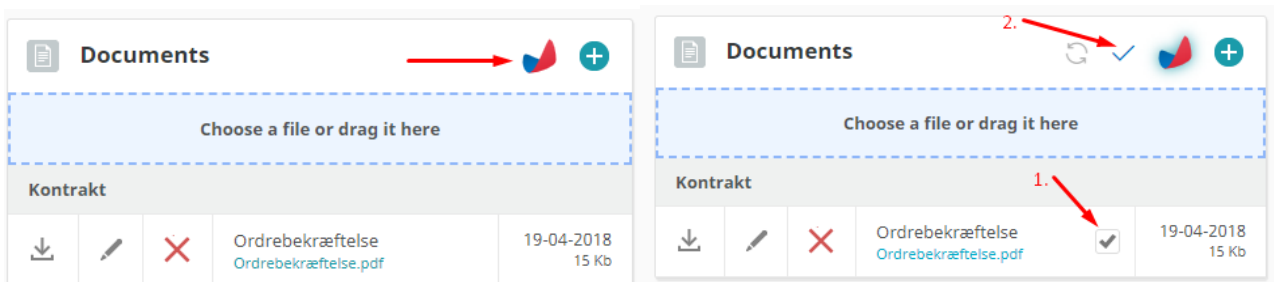 Documents
Choose a file or drag it here
Kontrakt
Ordrebekræftelse
Ordrebekræftelse.pdf
19-04-2018
15 Kb
2.
Documents
Choose a file or drag it here
Kontrakt
1.
Ordrebekræftelse
Ordrebekræftelse.pdf
19-04-2018
15 Kb